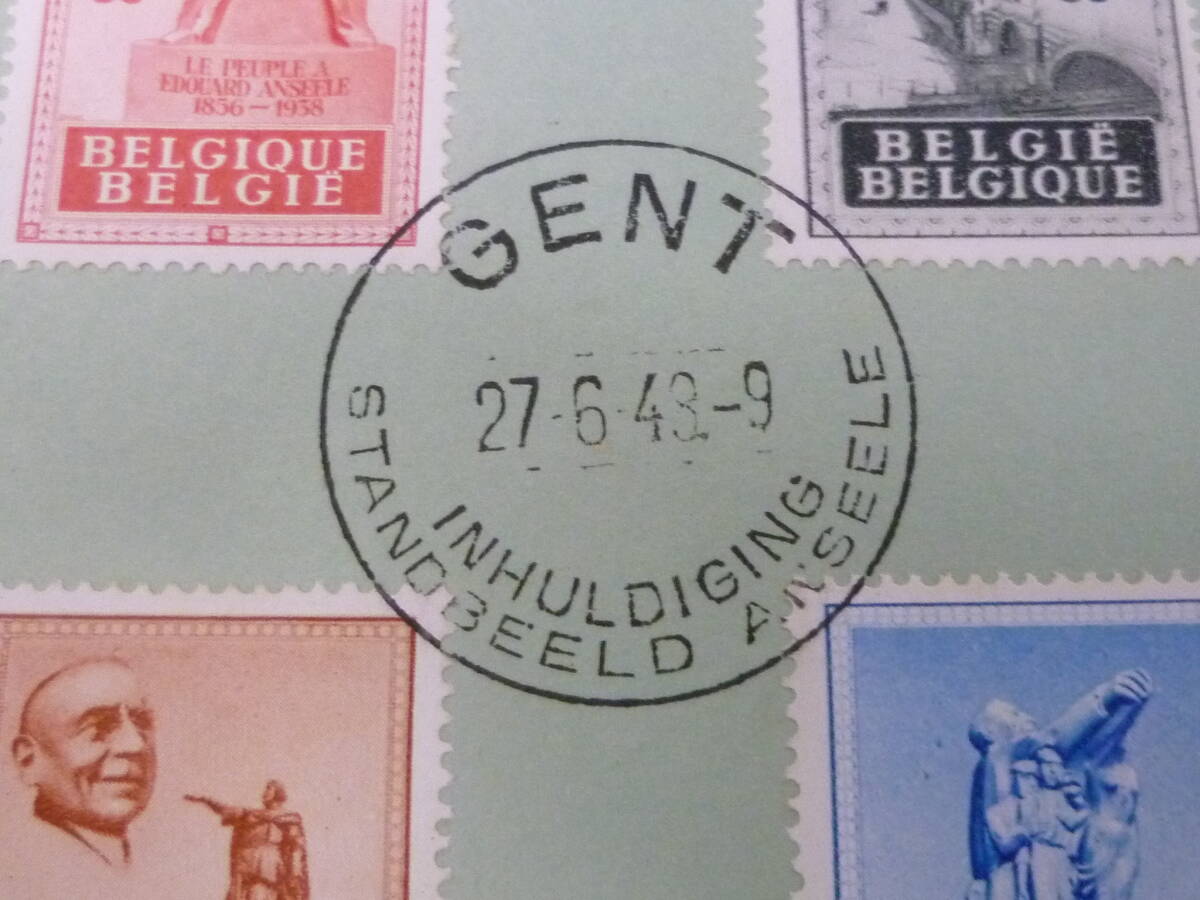 LE PEUPLE A
EDOUARD ANSEELE
1856-1938
BELGIQUE
BELGIË
BELGIË
BELGIQUE
GENT
27-6-48.-9
INHULDIGING
STANDBEELD ANSEELE